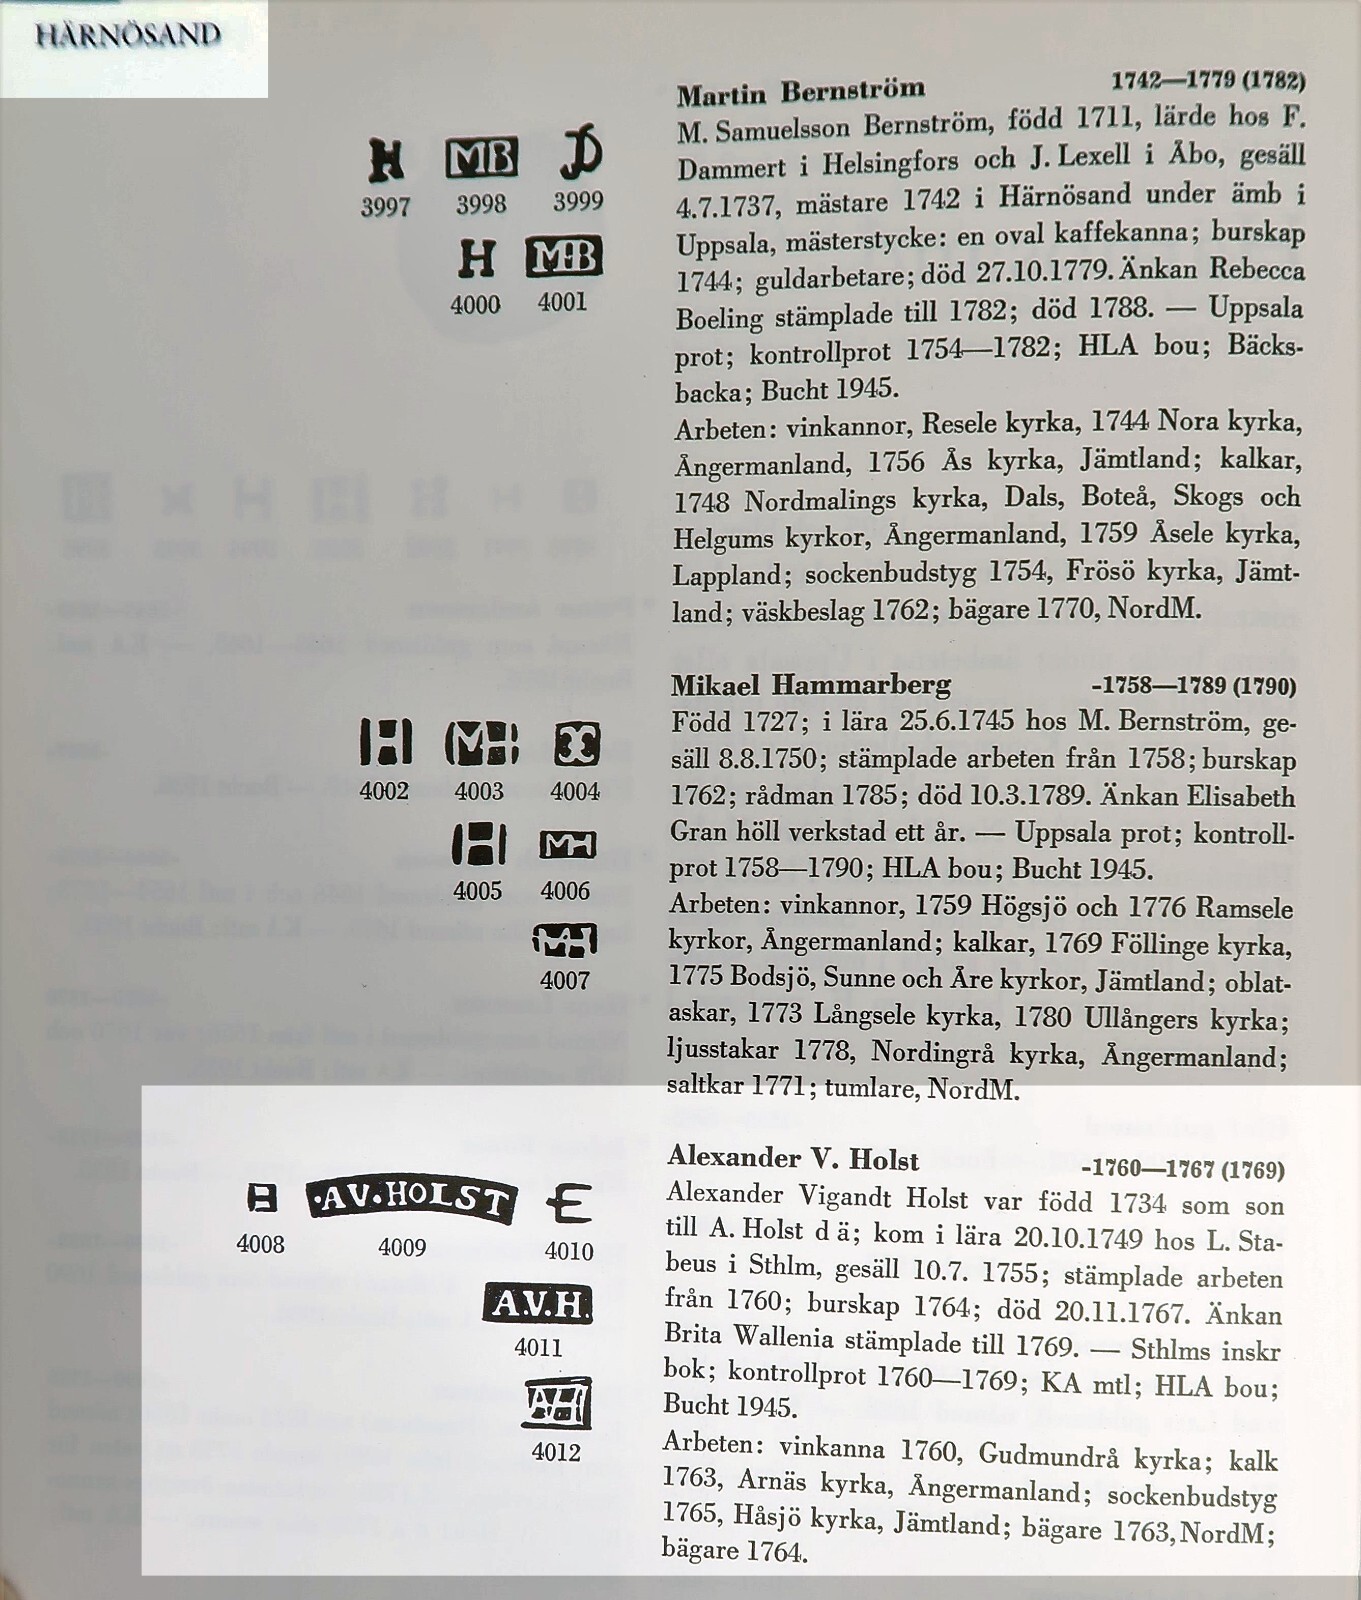 HÄRNÖSAND
Martin Bernström 1742—1779 (1782)
M. Samuelsson Bernström, född 1711, lärde hos F.
Dammert i Helsingfors och J. Lexell i Åbo, gesäll
4.7.1737, mästare 1742 i Härnösand under ämb i
Uppsala, mästerstycke: en oval kaffekanna; burskap
1744; guldarbetare; död 27.10.1779. Änkan Rebecca
Boeling stämplade till 1782; död 1788. — Uppsala
prot; kontrollprot 1754—1782; HLA bou; Bäcks-
backa; Bucht 1945.
Arbeten: vinkannor, Resele kyrka, 1744 Nora kyrka,
Ångermanland, 1756 Ås kyrka, Jämtland; kalkar,
1748 Nordmalings kyrka, Dals, Boteå, Skogs och
Helgums kyrkor, Ångermanland, 1759 Åsele kyrka,
Lappland; sockenbudstyg 1754, Frösö kyrka, Jämt-
land; väskbeslag 1762; bägare 1770, NordM.
H MB D
3997 3998 3999
H MB
4000 4001
Mikael Hammarberg -1758—1789 (1790)
Född 1727; i lära 25.6.1745 hos M. Bernström, ge-
säll 8.8.1750; stämplade arbeten från 1758; burskap
1762; rådman 1785; död 10.3.1789. Änkan Elisabeth
Gran höll verkstad ett år. — Uppsala prot; kontroll-
prot 1758—1790; HLA bou; Bucht 1945.
Arbeten: vinkannor, 1759 Högsjö och 1776 Ramsele
kyrkor, Ångermanland; kalkar, 1769 Föllinge kyrka,
1775 Bodsjö, Sunne och Åre kyrkor, Jämtland; oblat-
askar, 1773 Långsele kyrka, 1780 Ullångers kyrka;
ljusstakar 1778, Nordingrå kyrka, Ångermanland;
saltkar 1771; tumlare, NordM.
H MH
4002 4003 4004
H MH
4005 4006
MH
4007
Alexander V. Holst -1760—1767 (1769)
Alexander Vigandt Holst var född 1734 som son
till A. Holst d ä; kom i lära 20.10.1749 hos L. Sta-
beus i Sthlm, gesäll 10.7. 1755; stämplade arbeten
från 1760; burskap 1764; död 20.11.1767. Änkan
Brita Wallenia stämplade till 1769. — Sthlms inskr
bok; kontrollprot 1760—1769; KA mtl; HLA bou;
Bucht 1945.
Arbeten: vinkanna 1760, Gudmundrå kyrka; kalk
1763, Arnäs kyrka, Ångermanland; sockenbudstyg
1765, Håsjö kyrka, Jämtland; bägare 1763, NordM;
bägare 1764.
H ·AV·HOLST E
4008 4009 4010
A.V.H.
4011
AH
4012